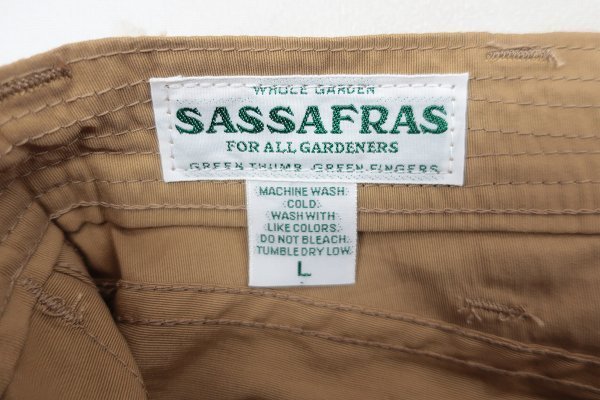 WHOLE GARDEN
SASSAFRAS
FOR ALL GARDENERS
GREEN THUMB GREEN FINGERS
MACHINE WASH
COLD.
WASH WITH
LIKE COLORS.
DO NOT BLEACH.
TUMBLE DRY LOW.
L